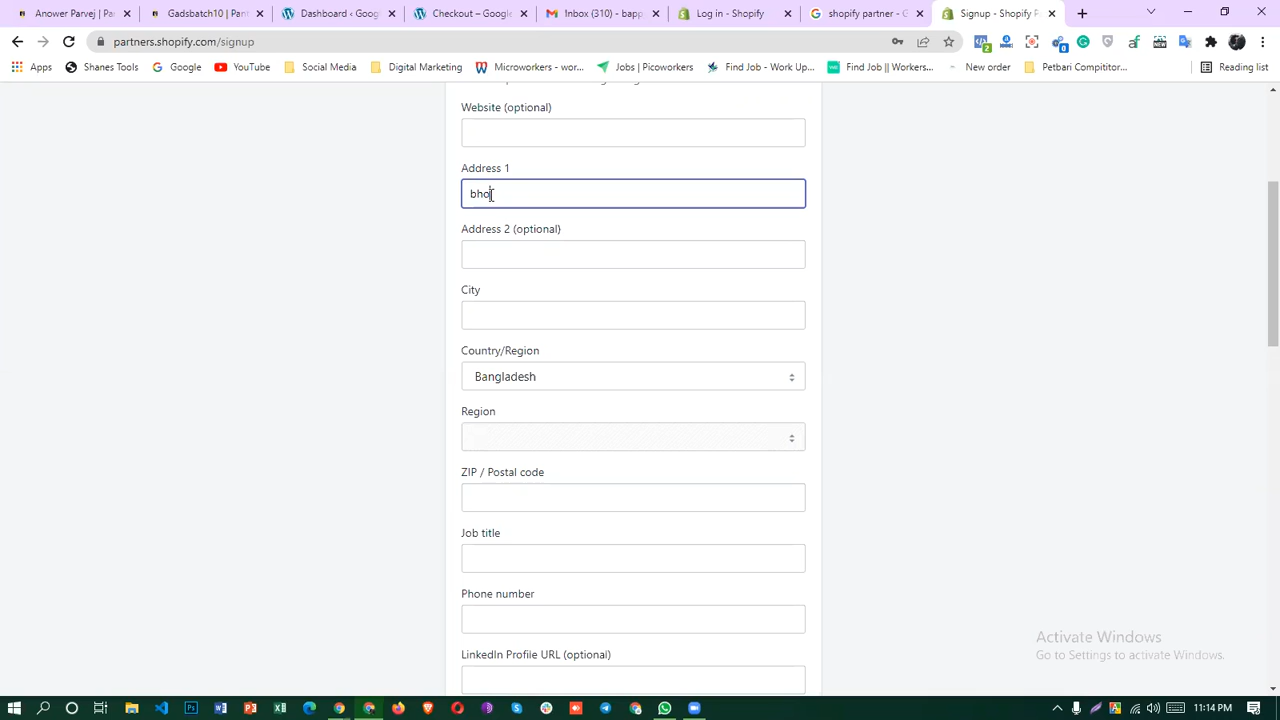 Anower Parvej | Par
Gadsbatch10 | Parr
Dashboard ‹ Goog
Checkout – Google
Inbox (310) - bapp
Log in - Shopify
shopify partner - G
Signup - Shopify P
partners.shopify.com/signup
Apps
Shanes Tools
Google
YouTube
Social Media
Digital Marketing
Microworkers - wor...
Jobs | Picoworkers
Find Job - Work Up...
Find Job || Workers...
New order
Petbari Compititor...
Reading list
Website (optional)
Address 1
bho
Address 2 (optional)
City
Country/Region
Bangladesh
Region
ZIP / Postal code
Job title
Phone number
LinkedIn Profile URL (optional)
Activate Windows
Go to Settings to activate Windows.
11:14 PM